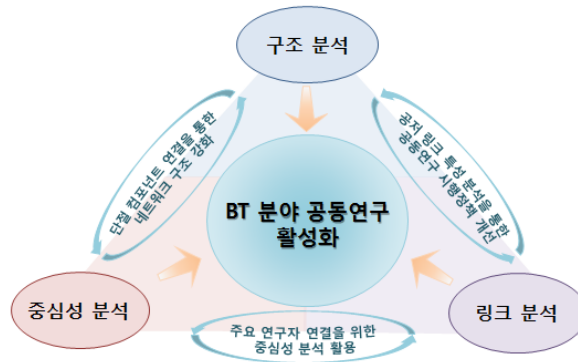 구조 분석
단절 컴포넌트 연결을 통한
네트워크 구조 강화
공저 링크 특성 분석을 통한
공동연구 시행정책 개선
BT 분야 공동연구
활성화
중심성 분석
링크 분석
주요 연구자 연결을 위한
중심성 분석 활용